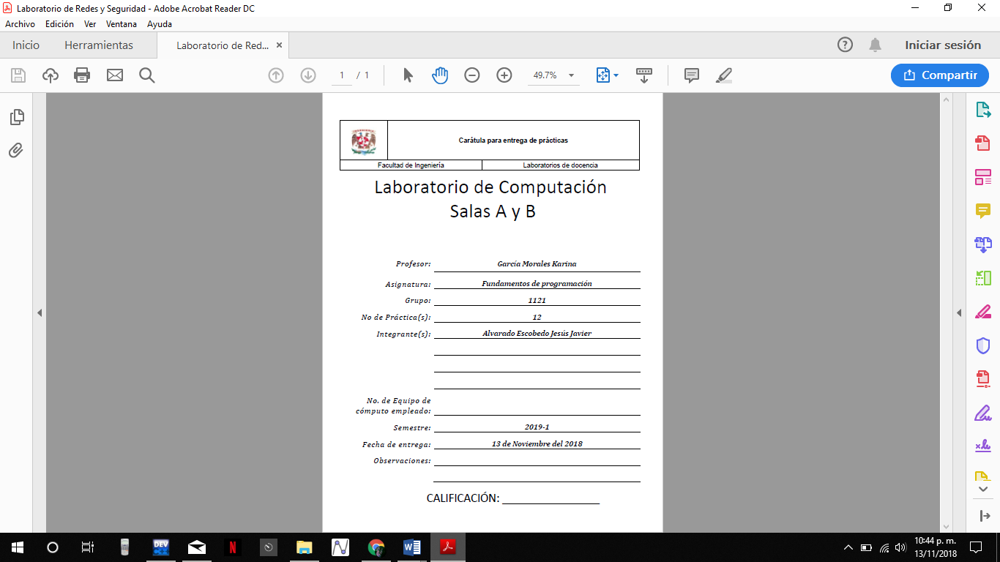 Laboratorio de Redes y Seguridad - Adobe Acrobat Reader DC
Archivo Edición Ver Ventana Ayuda
Inicio Herramientas Laboratorio de Red... × Iniciar sesión
1 / 1 49.7% Compartir
Carátula para entrega de prácticas
Facultad de Ingeniería Laboratorios de docencia
Laboratorio de Computación
Salas A y B
Profesor: García Morales Karina
Asignatura: Fundamentos de programación
Grupo: 1121
No de Práctica(s): 12
Integrante(s): Alvarado Escobedo Jesús Javier
No. de Equipo de
cómputo empleado:
Semestre: 2019-1
Fecha de entrega: 13 de Noviembre del 2018
Observaciones:
CALIFICACIÓN: ________________
10:44 p. m.
13/11/2018